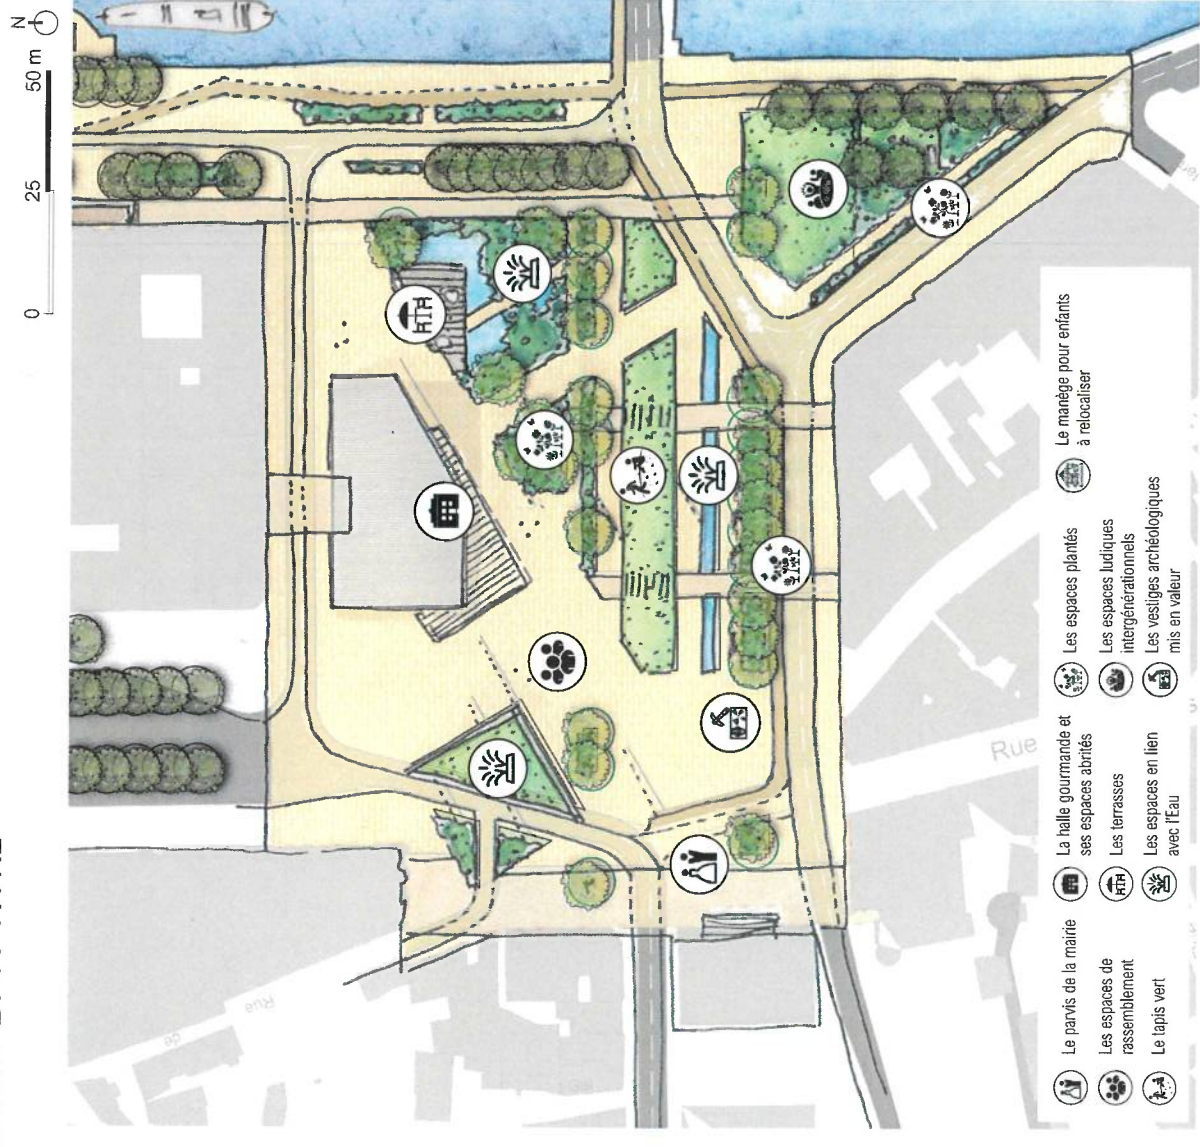 N
0 25 50 m
Rue
de
Rue
Le parvis de la mairie
Les espaces de
rassemblement
Le tapis vert
La halle gourmande et
ses espaces abrités
Les terrasses
Les espaces en lien
avec l'Eau
Les espaces plantés
Les espaces ludiques
intergénérationnels
Les vestiges archéologiques
mis en valeur
Le manège pour enfants
à relocaliser